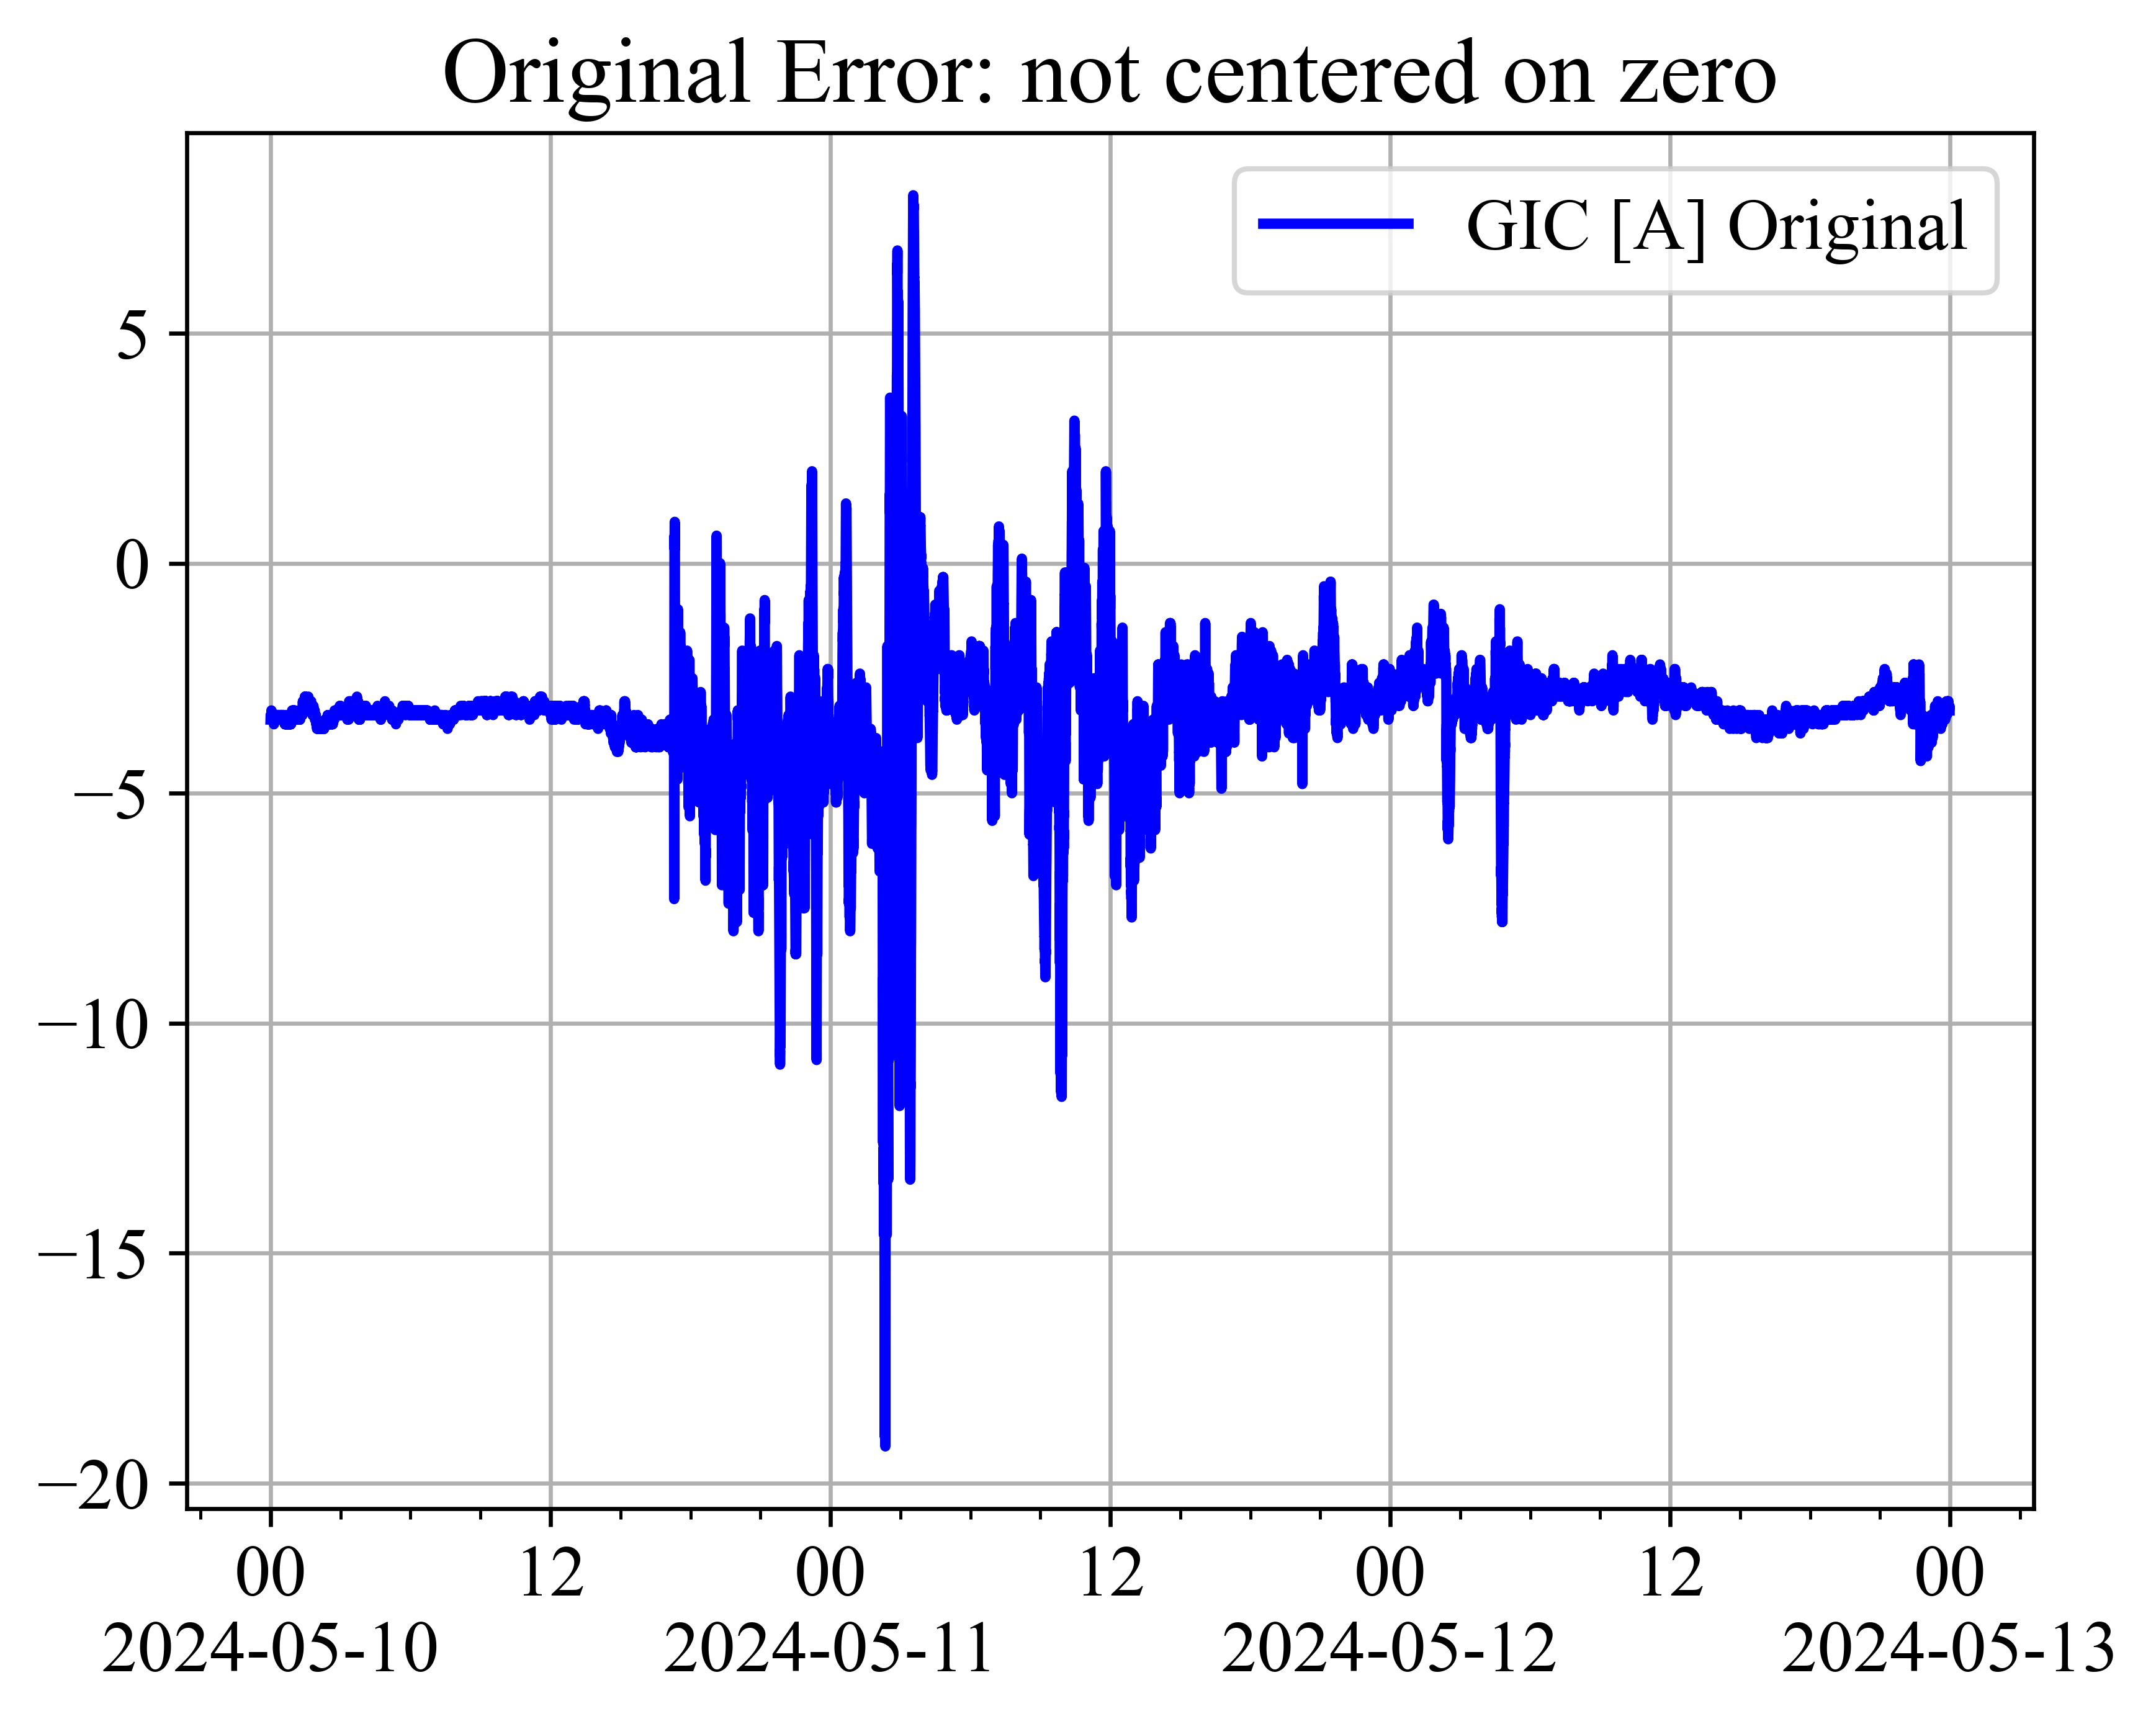 Original Error: not centered on zero
GIC [A] Original
5
0
−5
−10
−15
−20
00 12 00 12 00 12 00
2024-05-10 2024-05-11 2024-05-12 2024-05-13